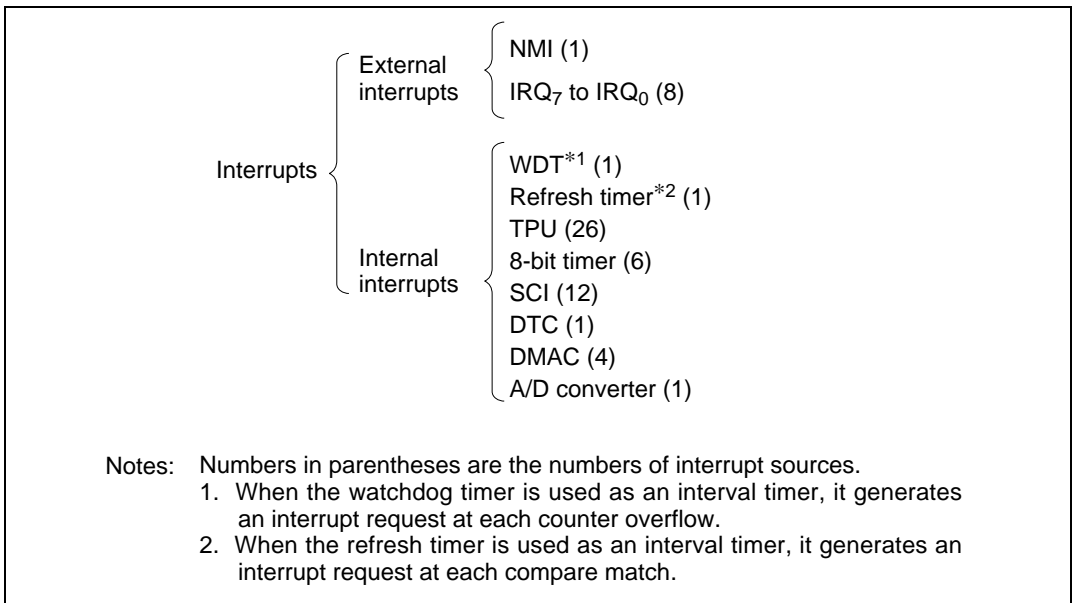 External
interrupts
NMI (1)
IRQ7 to IRQ0 (8)
Interrupts
Internal
interrupts
WDT*1 (1)
Refresh timer*2 (1)
TPU (26)
8-bit timer (6)
SCI (12)
DTC (1)
DMAC (4)
A/D converter (1)
Notes: Numbers in parentheses are the numbers of interrupt sources.
1. When the watchdog timer is used as an interval timer, it generates
an interrupt request at each counter overflow.
2. When the refresh timer is used as an interval timer, it generates an
interrupt request at each compare match.